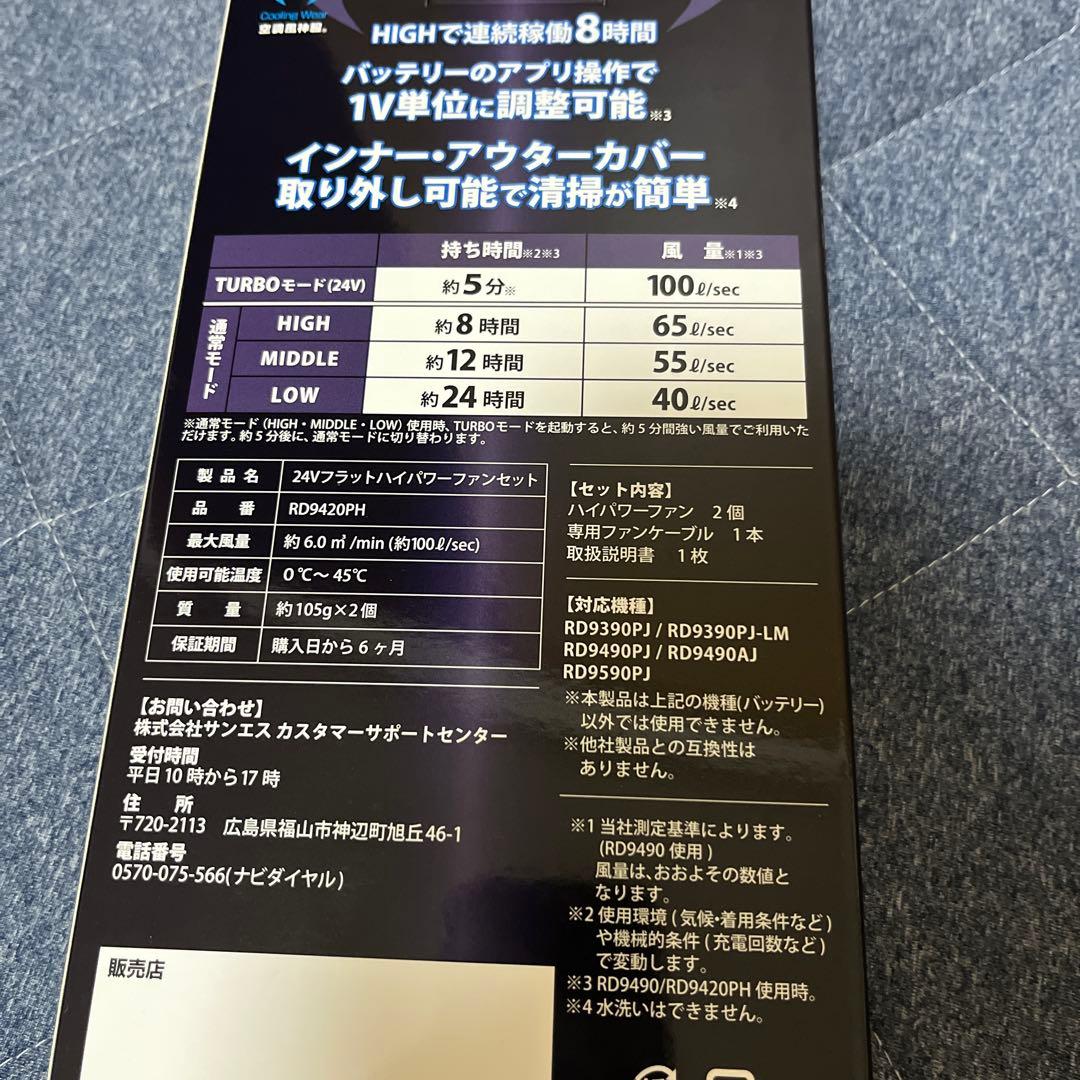 Cooling Wear
空調風神服®
HIGHで連続稼働8時間
バッテリーのアプリ操作で
1V単位に調整可能※3
インナー・アウターカバー
取り外し可能で清掃が簡単※4
持ち時間※2※3 風 量※1※3
TURBOモード(24V) 約5分※ 100ℓ/sec
通常モード
HIGH 約8時間 65ℓ/sec
MIDDLE 約12時間 55ℓ/sec
LOW 約24時間 40ℓ/sec
※通常モード(HIGH・MIDDLE・LOW)使用時、TURBOモードを起動すると、約5分間強い風量でご利用いた
だけます。約5分後に、通常モードに切り替わります。
製品名 24Vフラットハイパワーファンセット
品 番 RD9420PH
最大風量 約6.0㎥/min (約100ℓ/sec)
使用可能温度 0℃~45℃
質 量 約105g×2個
保証期間 購入日から6ヶ月
【お問い合わせ】
株式会社サンエス カスタマーサポートセンター
受付時間
平日10時から17時
住 所
〒720-2113 広島県福山市神辺町旭丘46-1
電話番号
0570-075-566(ナビダイヤル)
販売店
【セット内容】
ハイパワーファン 2個
専用ファンケーブル 1本
取扱説明書 1枚
【対応機種】
RD9390PJ / RD9390PJ-LM
RD9490PJ / RD9490AJ
RD9590PJ
※本製品は上記の機種(バッテリー)
以外では使用できません。
※他社製品との互換性は
ありません。
※1 当社測定基準によります。
(RD9490 使用)
風量は、おおよその数値と
なります。
※2 使用環境(気候・着用条件など)
や機械的条件(充電回数など)
で変動します。
※3 RD9490/RD9420PH 使用時。
※4 水洗いはできません。